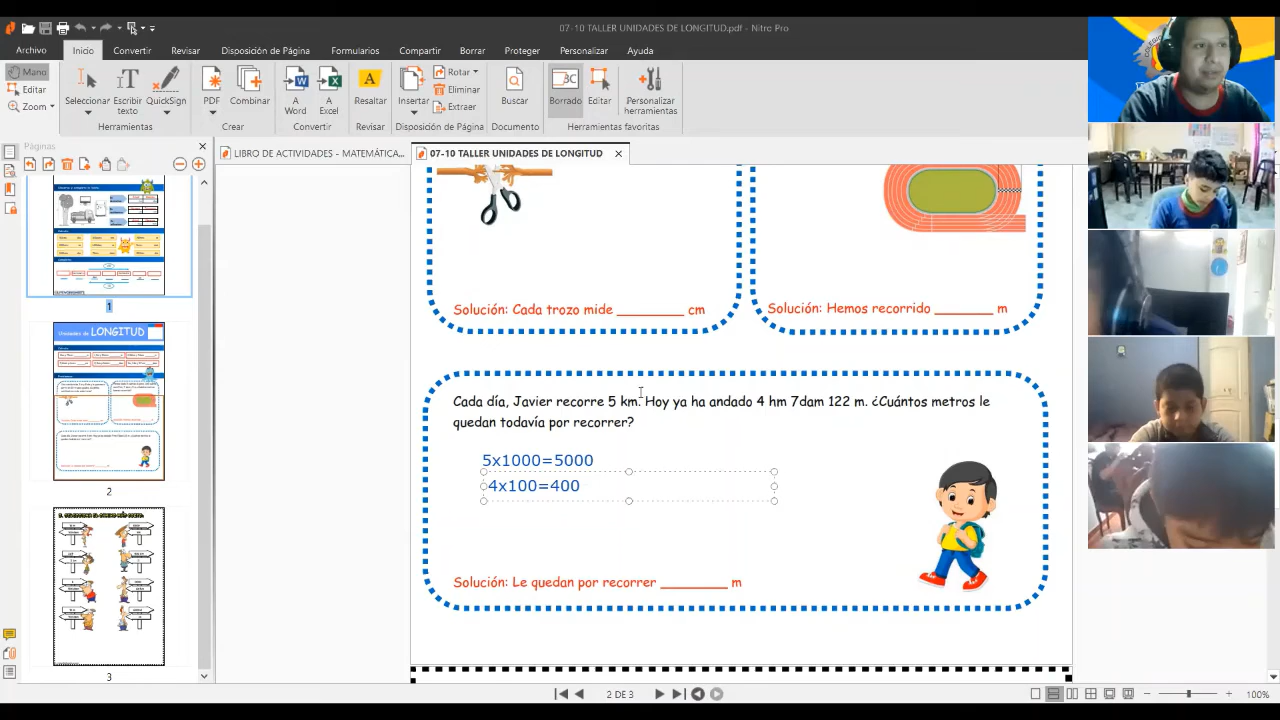 07-10 TALLER UNIDADES DE LONGITUD.pdf - Nitro Pro
Archivo Inicio Convertir Revisar Disposición de Página Formularios Compartir Borrar Proteger Personalizar Ayuda
Mano
Editar
Zoom
Seleccionar
Escribir texto
QuickSign
Herramientas
PDF
Combinar
Crear
A Word
A Excel
Convertir
Resaltar
Revisar
Insertar
Rotar
Eliminar
Extraer
Disposición de Página
Buscar
Documento
Borrado
Editar
Personalizar herramientas
Herramientas favoritas
Páginas
LIBRO DE ACTIVIDADES - MATEMÁTICA...
07-10 TALLER UNIDADES DE LONGITUD
1
Unidades de LONGITUD
2
3
Solución: Cada trozo mide ________ cm
Solución: Hemos recorrido _______ m
Cada día, Javier recorre 5 km. Hoy ya ha andado 4 hm 7dam 122 m. ¿Cuántos metros le
quedan todavía por recorrer?
5x1000=5000
4x100=400
Solución: Le quedan por recorrer ________ m
2 DE 3
100%